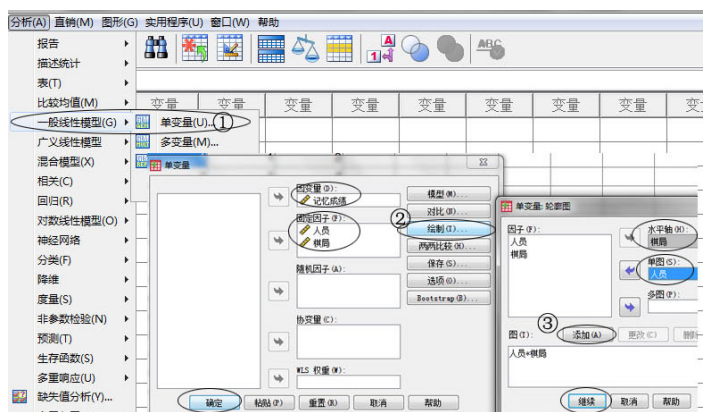 分析(A) 直销(M) 图形(G) 实用程序(U) 窗口(W) 帮助
报告
描述统计
表(T)
比较均值(M)
一般线性模型(G)
广义线性模型
混合模型(X)
相关(C)
回归(R)
对数线性模型(O)
神经网络
分类(F)
降维
度量(S)
非参数检验(N)
预测(T)
生存函数(S)
多重响应(U)
缺失值分析(Y)...
变量 变量 变量 变量 变量 变量 变量 变量
单变量(U)... ①
多变量(M)...
单变量
因变量(D):
记忆成绩
固定因子(F):
人员
棋局
随机因子(A):
协变量(C):
WLS 权重(W):
模型(M)...
对比(N)...
② 绘制(T)...
两两比较(H)...
保存(S)...
选项(O)...
Bootstrap(B)...
确定 粘贴(P) 重置(R) 取消 帮助
单变量: 轮廓图
因子(F):
人员
棋局
水平轴(H):
棋局
单图(S):
人员
多图(P):
图(T): ③ 添加(A) 更改(C)
人员*棋局
继续 取消 帮助